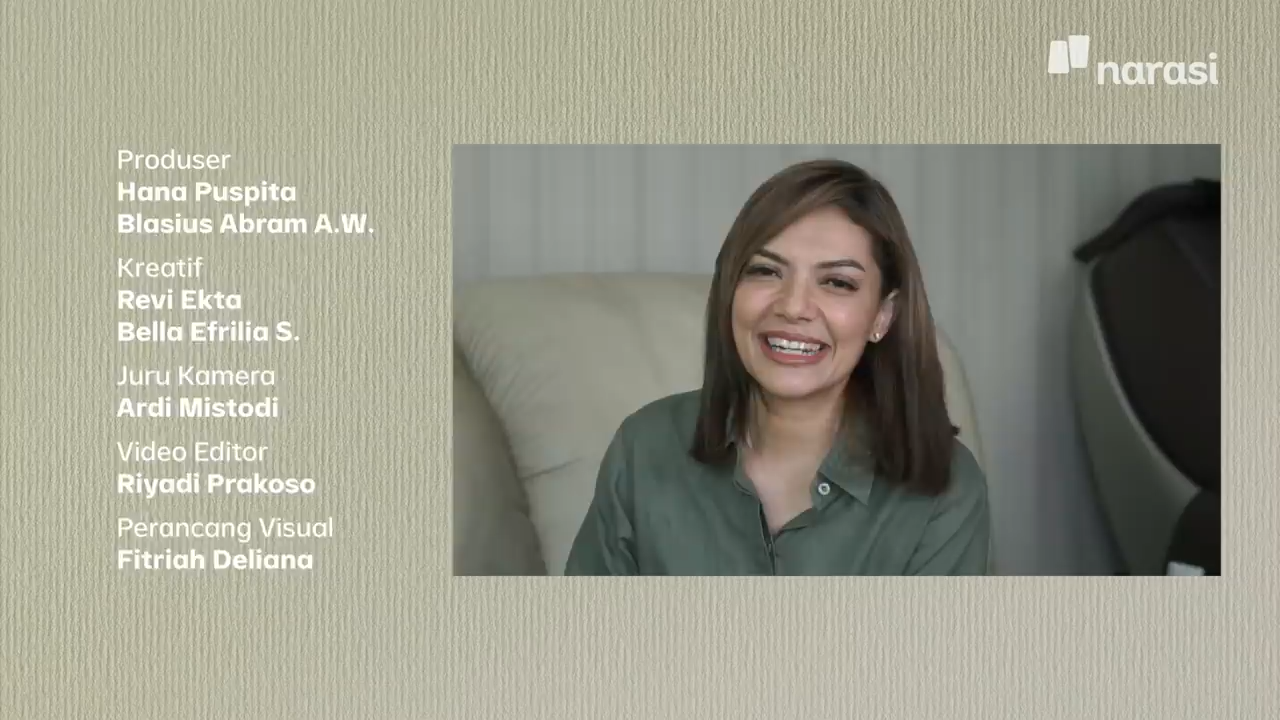 narasi
Produser
Hana Puspita
Blasius Abram A.W.
Kreatif
Revi Ekta
Bella Efrilia S.
Juru Kamera
Ardi Mistodi
Video Editor
Riyadi Prakoso
Perancang Visual
Fitriah Deliana